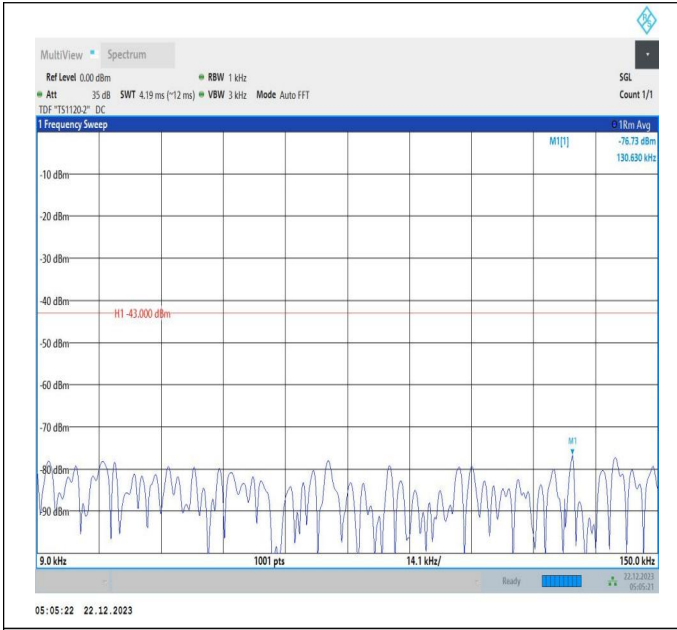 R&S
MultiView Spectrum
Ref Level 0.00 dBm RBW 1 kHz SGL
Att 35 dB SWT 4.19 ms (~12 ms) VBW 3 kHz Mode Auto FFT Count 1/1
TDF "TS1120-2" DC
1 Frequency Sweep 1Rm Avg
M1[1] -76.73 dBm
130.630 kHz
-10 dBm
-20 dBm
-30 dBm
-40 dBm
H1 -43.000 dBm
-50 dBm
-60 dBm
-70 dBm
M1
-80 dBm
-90 dBm
9.0 kHz 1001 pts 14.1 kHz/ 150.0 kHz
Ready 22.12.2023
05:05:21
05:05:22 22.12.2023